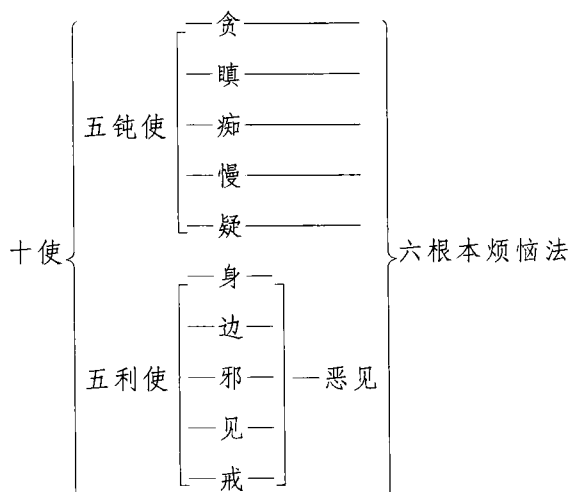 贪
瞋
五钝使
痴
慢
疑
十使
六根本烦恼法
身
边
五利使
邪
恶见
见
戒